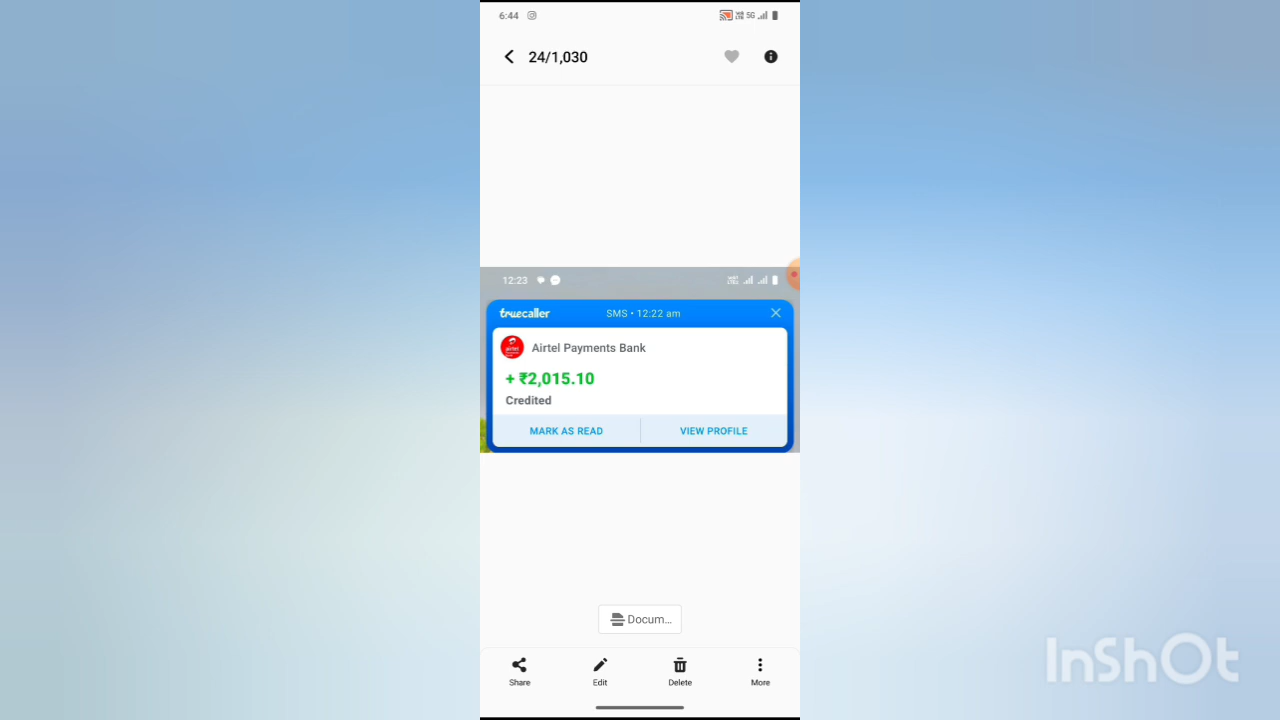 6:44
5G
24/1,030
12:23
truecaller
SMS • 12:22 am
Airtel Payments Bank
+ ₹2,015.10
Credited
MARK AS READ
VIEW PROFILE
Docum...
Share
Edit
Delete
More
InShOt